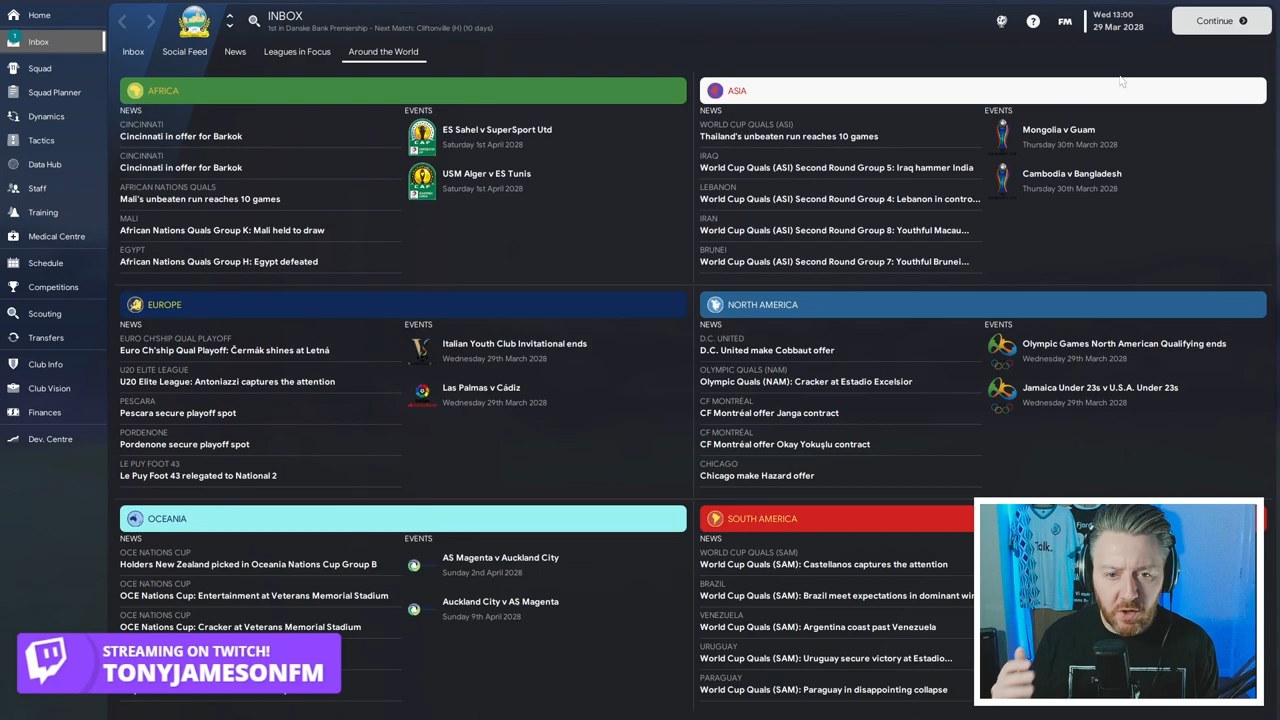 Home
INBOX
1st in Danske Bank Premiership - Next Match: Cliftonville (H) (10 days)
FM
Wed 13:00
29 Mar 2028
Continue
1
Inbox
Squad
Squad Planner
Dynamics
Tactics
Data Hub
Staff
Training
Medical Centre
Schedule
Competitions
Scouting
Transfers
Club Info
Club Vision
Finances
Dev. Centre
Inbox
Social Feed
News
Leagues in Focus
Around the World
AFRICA
NEWS
CINCINNATI
Cincinnati in offer for Barkok
CINCINNATI
Cincinnati in offer for Barkok
AFRICAN NATIONS QUALS
Mali's unbeaten run reaches 10 games
MALI
African Nations Quals Group K: Mali held to draw
EGYPT
African Nations Quals Group H: Egypt defeated
EVENTS
ES Sahel v SuperSport Utd
Saturday 1st April 2028
USM Alger v ES Tunis
Saturday 1st April 2028
ASIA
NEWS
WORLD CUP QUALS (ASI)
Thailand's unbeaten run reaches 10 games
IRAQ
World Cup Quals (ASI) Second Round Group 5: Iraq hammer India
LEBANON
World Cup Quals (ASI) Second Round Group 4: Lebanon in contro...
IRAN
World Cup Quals (ASI) Second Round Group 8: Youthful Macau...
BRUNEI
World Cup Quals (ASI) Second Round Group 7: Youthful Brunei...
EVENTS
Mongolia v Guam
Thursday 30th March 2028
Cambodia v Bangladesh
Thursday 30th March 2028
EUROPE
NEWS
EURO CH'SHIP QUAL PLAYOFF
Euro Ch'ship Qual Playoff: Čermák shines at Letná
U20 ELITE LEAGUE
U20 Elite League: Antoniazzi captures the attention
PESCARA
Pescara secure playoff spot
PORDENONE
Pordenone secure playoff spot
LE PUY FOOT 43
Le Puy Foot 43 relegated to National 2
EVENTS
Italian Youth Club Invitational ends
Wednesday 29th March 2028
Las Palmas v Cádiz
Wednesday 29th March 2028
NORTH AMERICA
NEWS
D.C. UNITED
D.C. United make Cobbaut offer
OLYMPIC QUALS (NAM)
Olympic Quals (NAM): Cracker at Estadio Excelsior
CF MONTRÉAL
CF Montréal offer Janga contract
CF MONTRÉAL
CF Montréal offer Okay Yokuşlu contract
CHICAGO
Chicago make Hazard offer
EVENTS
Olympic Games North American Qualifying ends
Wednesday 29th March 2028
Jamaica Under 23s v U.S.A. Under 23s
Wednesday 29th March 2028
OCEANIA
NEWS
OCE NATIONS CUP
Holders New Zealand picked in Oceania Nations Cup Group B
OCE NATIONS CUP
OCE Nations Cup: Entertainment at Veterans Memorial Stadium
OCE NATIONS CUP
OCE Nations Cup: Cracker at Veterans Memorial Stadium
EVENTS
AS Magenta v Auckland City
Sunday 2nd April 2028
Auckland City v AS Magenta
Sunday 9th April 2028
SOUTH AMERICA
NEWS
WORLD CUP QUALS (SAM)
World Cup Quals (SAM): Castellanos captures the attention
BRAZIL
World Cup Quals (SAM): Brazil meet expectations in dominant win
VENEZUELA
World Cup Quals (SAM): Argentina coast past Venezuela
URUGUAY
World Cup Quals (SAM): Uruguay secure victory at Estadio...
PARAGUAY
World Cup Quals (SAM): Paraguay in disappointing collapse
STREAMING ON TWITCH!
TONYJAMESONFM
Talk.